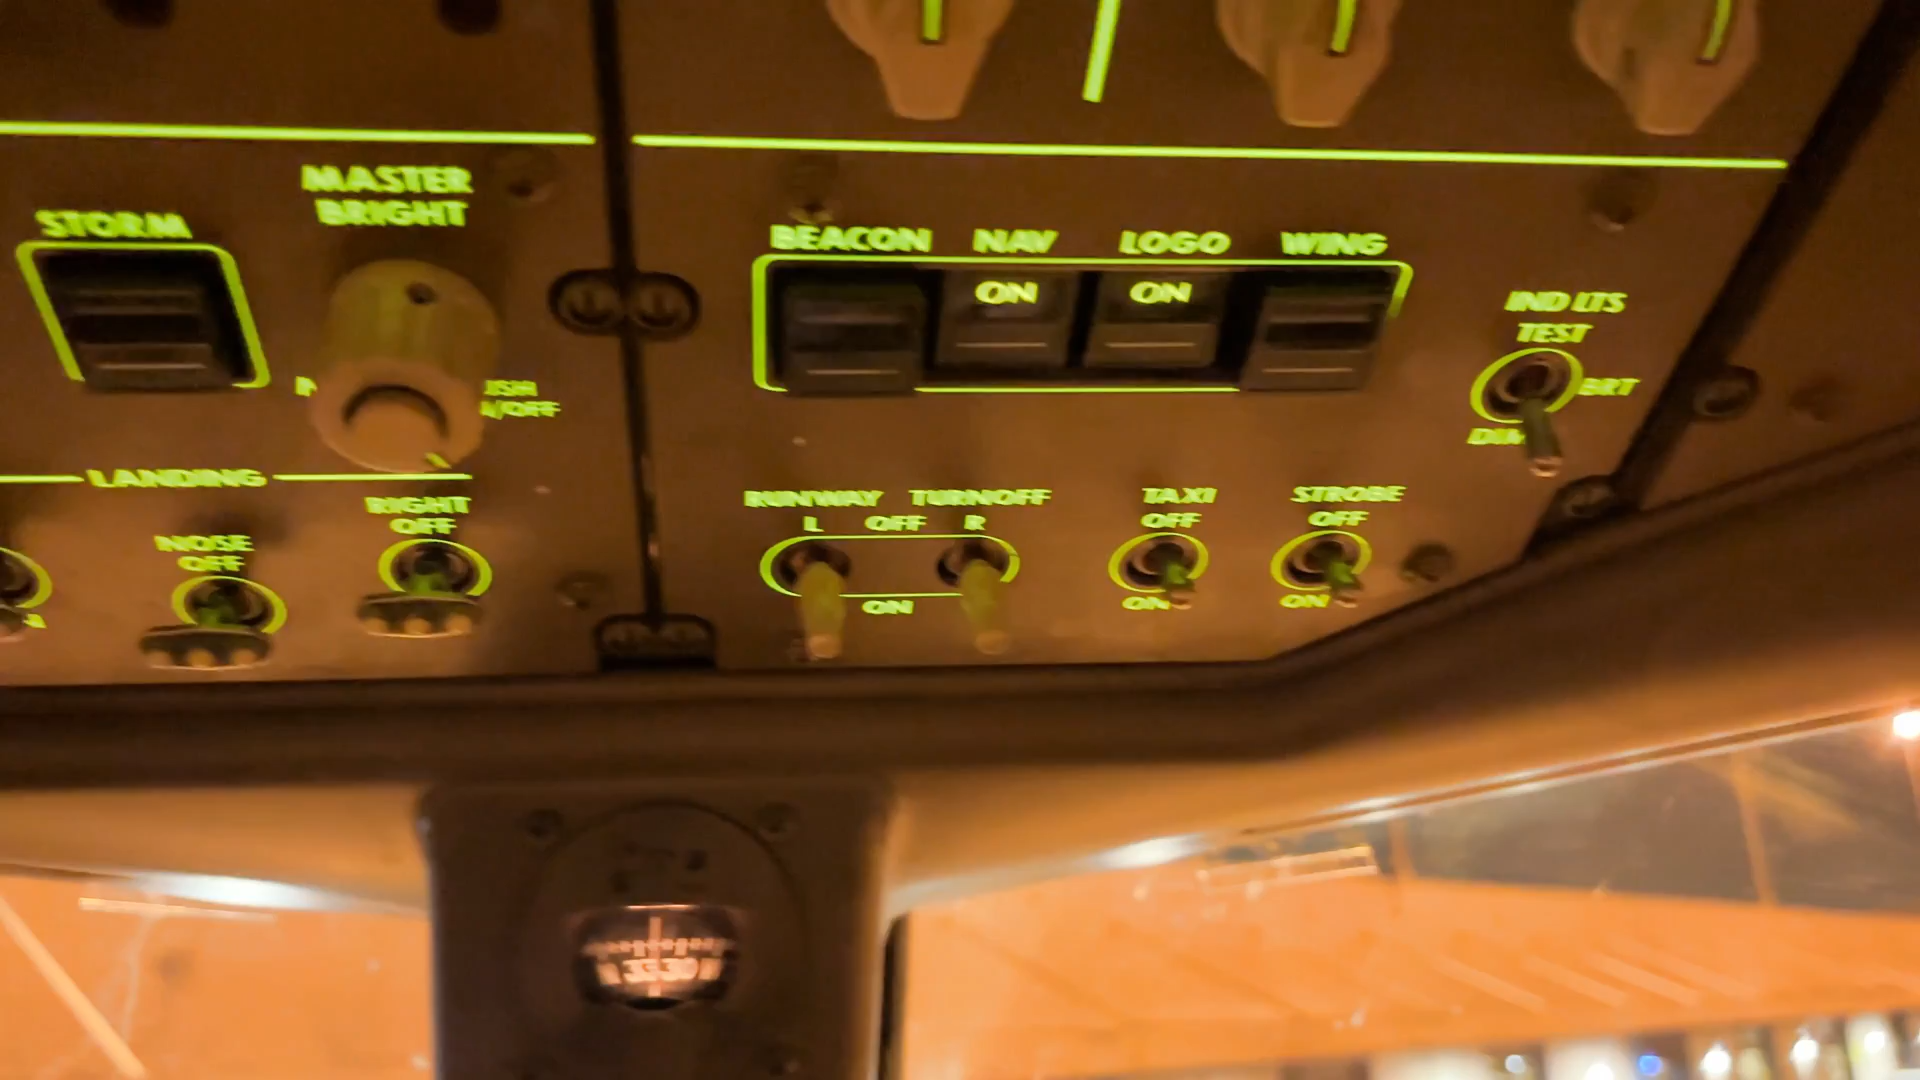 MASTER
BRIGHT
STORM
BEACON NAV LOGO WING
ON ON
IND LTS
TEST
BRT
LANDING
RIGHT
OFF
NOSE
OFF
RUNWAY TURNOFF
L OFF R
ON
TAXI
OFF
ON
STROBE
OFF
ON